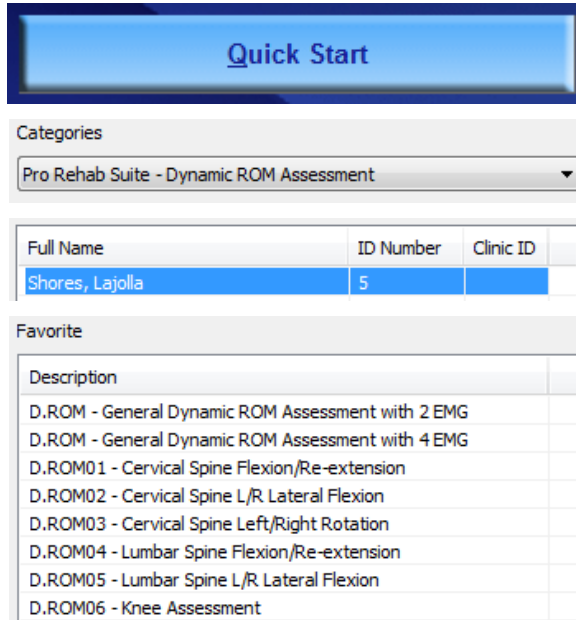 Quick Start
Categories
Pro Rehab Suite - Dynamic ROM Assessment
Full Name ID Number Clinic ID
Shores, Lajolla 5
Favorite
Description
D.ROM - General Dynamic ROM Assessment with 2 EMG
D.ROM - General Dynamic ROM Assessment with 4 EMG
D.ROM01 - Cervical Spine Flexion/Re-extension
D.ROM02 - Cervical Spine L/R Lateral Flexion
D.ROM03 - Cervical Spine Left/Right Rotation
D.ROM04 - Lumbar Spine Flexion/Re-extension
D.ROM05 - Lumbar Spine L/R Lateral Flexion
D.ROM06 - Knee Assessment